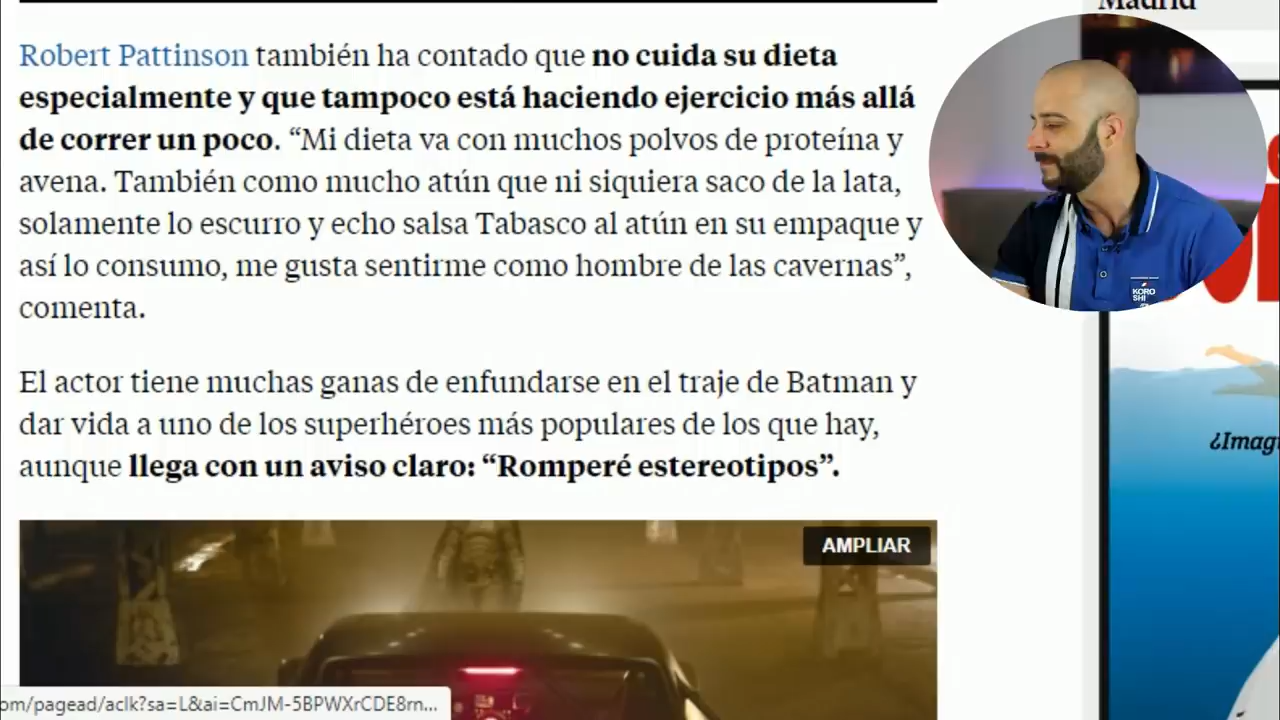 Madrid
Robert Pattinson también ha contado que no cuida su dieta
especialmente y que tampoco está haciendo ejercicio más allá
de correr un poco. “Mi dieta va con muchos polvos de proteína y
avena. También como mucho atún que ni siquiera saco de la lata,
solamente lo escurro y echo salsa Tabasco al atún en su empaque y
así lo consumo, me gusta sentirme como hombre de las cavernas”,
comenta.
KORO
SHI
El actor tiene muchas ganas de enfundarse en el traje de Batman y
dar vida a uno de los superhéroes más populares de los que hay,
aunque llega con un aviso claro: “Romperé estereotipos”.
AMPLIAR
om/pagead/aclk?sa=L&ai=CmJM-5BPWXrCDE8rn...